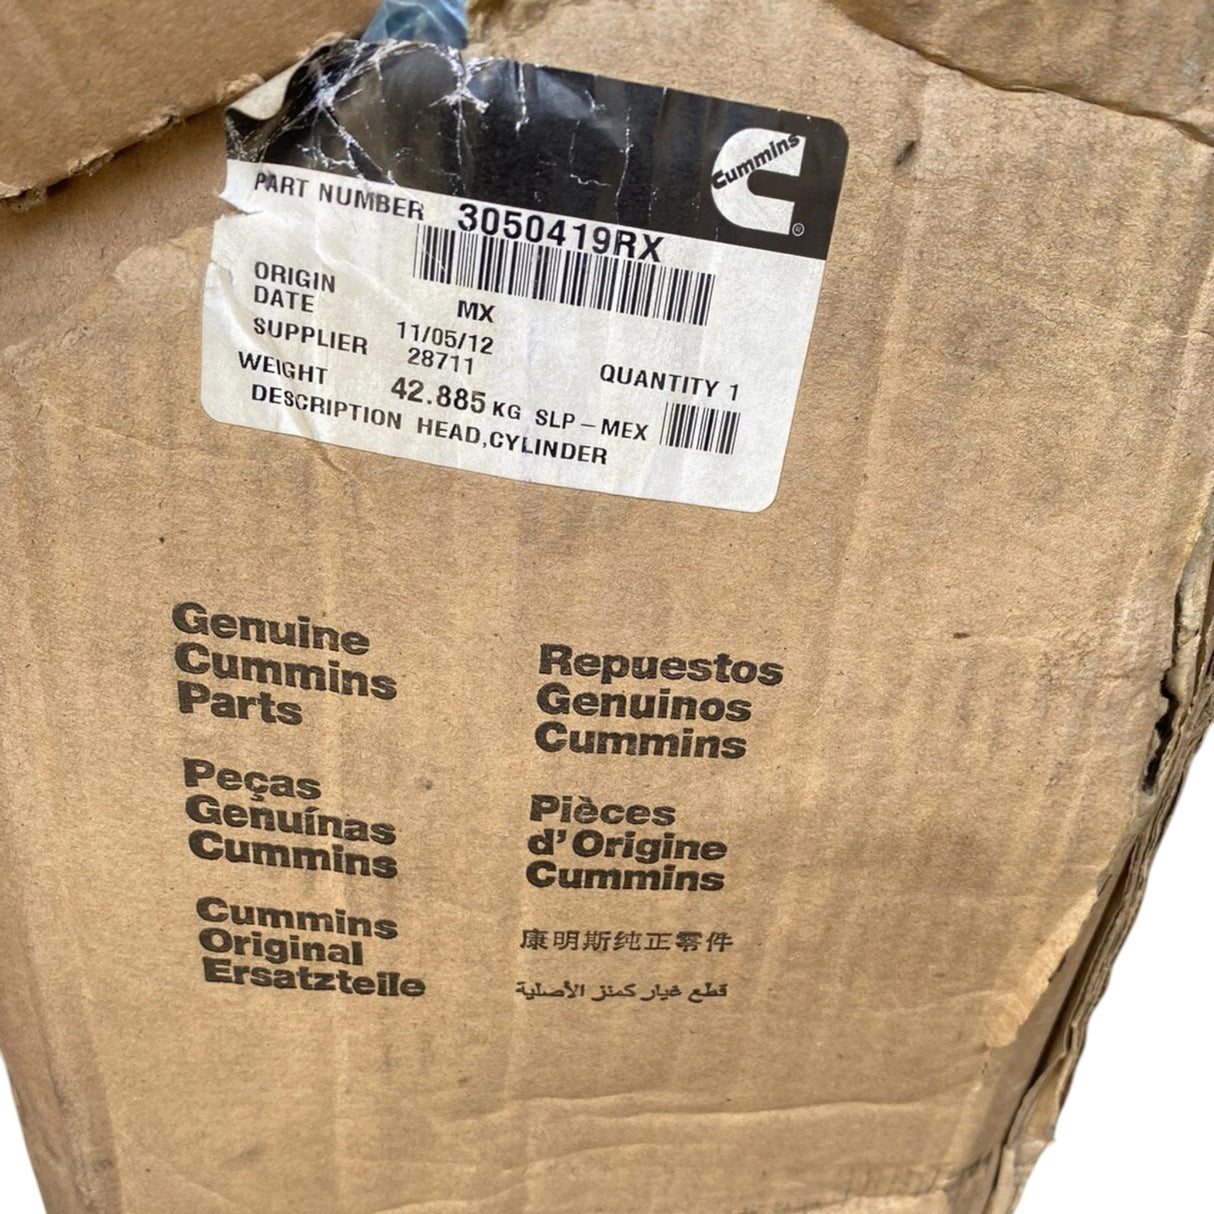 Cummins
®
PART NUMBER 3050419RX
ORIGIN MX
DATE 11/05/12
SUPPLIER 28711
QUANTITY 1
WEIGHT 42.885 KG SLP-MEX
DESCRIPTION HEAD,CYLINDER
Genuine
Cummins
Parts
Repuestos
Genuinos
Cummins
Peças
Genuínas
Cummins
Pièces
d'Origine
Cummins
Cummins
Original
Ersatzteile
康明斯纯正零件
قطع غيار كمنز الأصلية